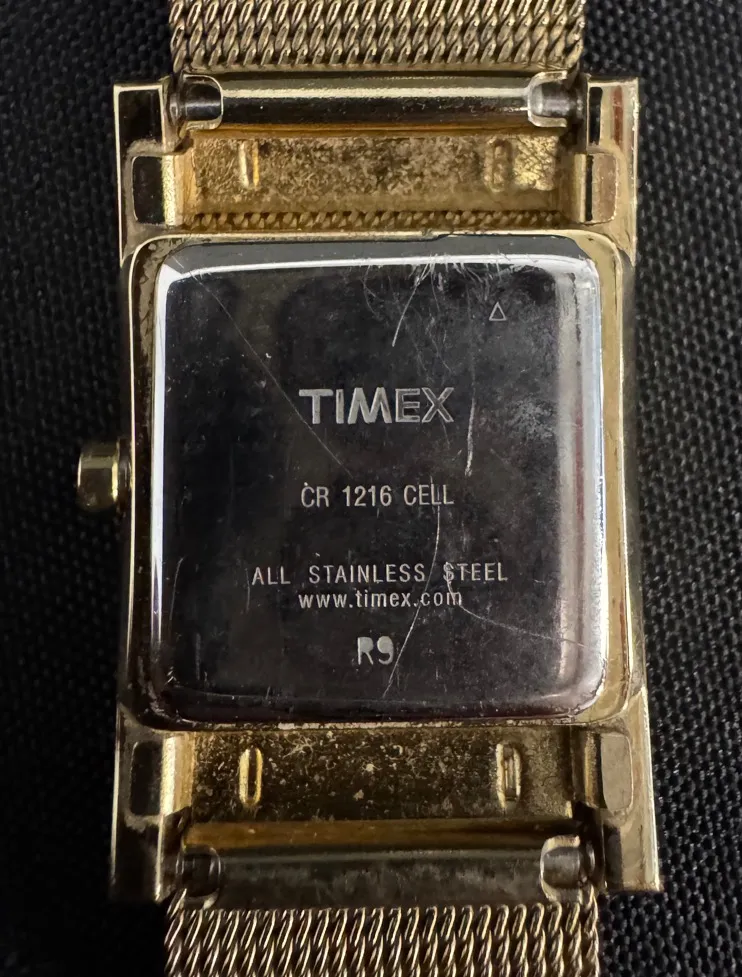 TIMEX
CR 1216 CELL
ALL STAINLESS STEEL
www.timex.com
R9